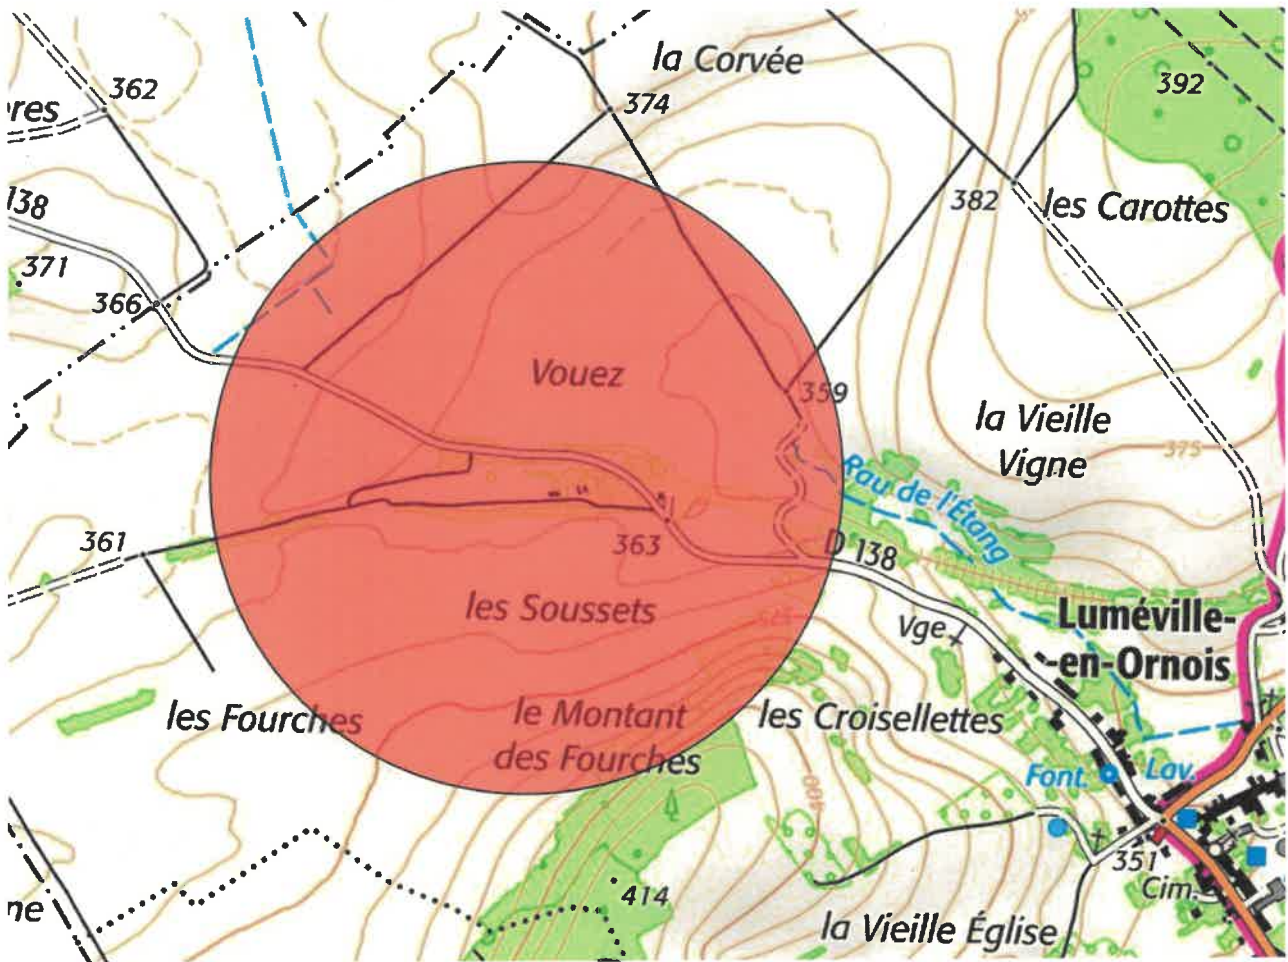 la Corvée
362
374
392
res
138
382
les Carottes
371
366
Vouez
359
la Vieille
Vigne
375
Rau de l'Étang
361
363
D 138
les Soussets
375
Vge
Luméville-
-en-Ornois
les Fourches
le Montant
des Fourches
les Croisellettes
400
Font.
Lav.
351
Cim.
414
ne
la Vieille Église